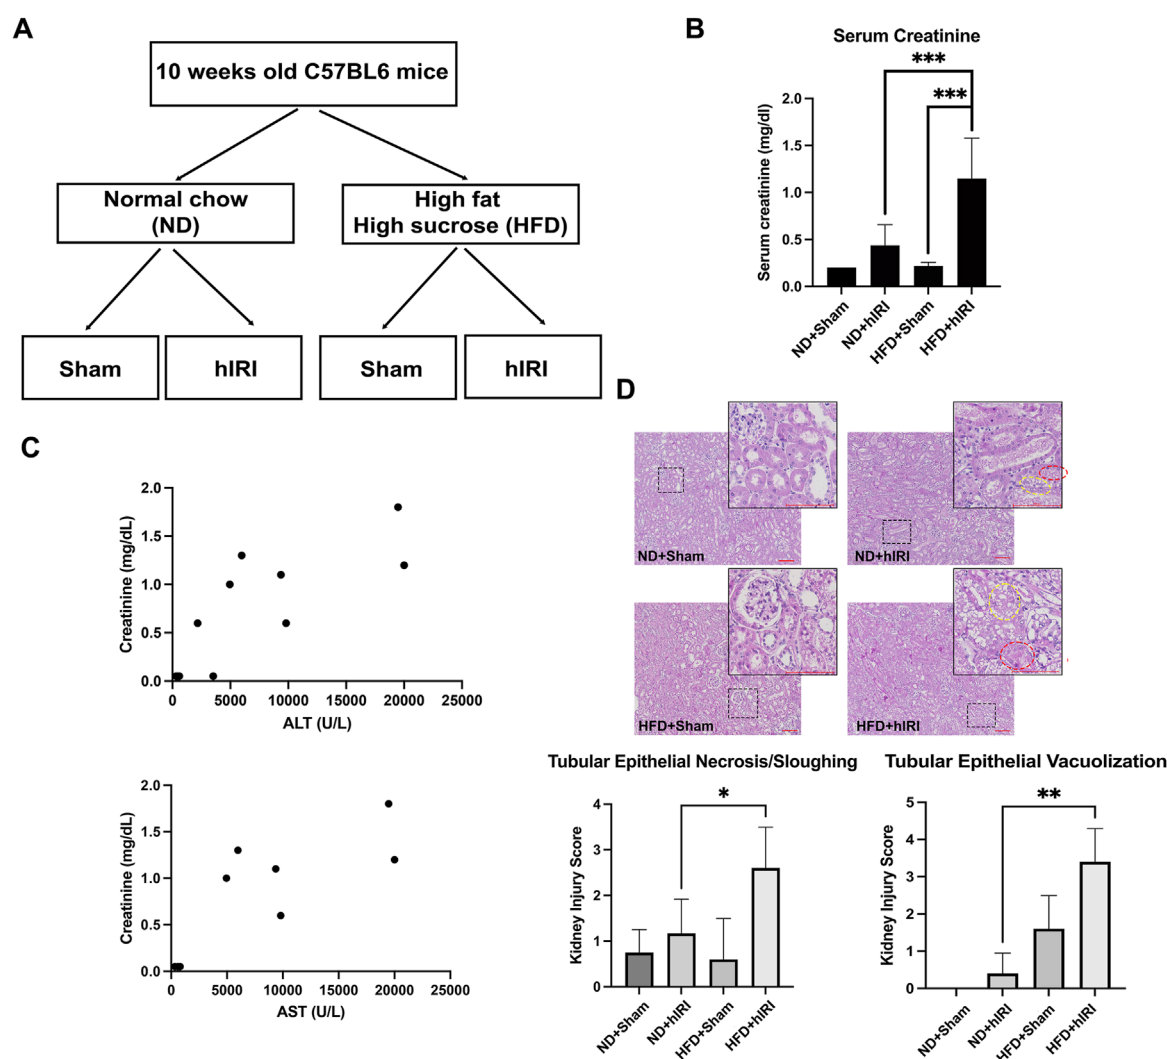 A
10 weeks old C57BL6 mice
Normal chow
(ND)
High fat
High sucrose (HFD)
Sham
hIRI
Sham
hIRI
B
Serum Creatinine
***
***
Serum creatinine (mg/dl)
2.0
1.5
1.0
0.5
0.0
ND+Sham
ND+hIRI
HFD+Sham
HFD+hIRI
C
Creatinine (mg/dL)
2.0
1.5
1.0
0.5
0.0
0
5000
10000
15000
20000
25000
ALT (U/L)
Creatinine (mg/dL)
2.0
1.5
1.0
0.5
0.0
0
5000
10000
15000
20000
25000
AST (U/L)
D
ND+Sham
ND+hIRI
HFD+Sham
HFD+hIRI
Tubular Epithelial Necrosis/Sloughing
*
Kidney Injury Score
4
3
2
1
0
ND+Sham
ND+hIRI
HFD+Sham
HFD+hIRI
Tubular Epithelial Vacuolization
**
Kidney Injury Score
5
4
3
2
1
0
ND+Sham
ND+hIRI
HFD+Sham
HFD+hIRI